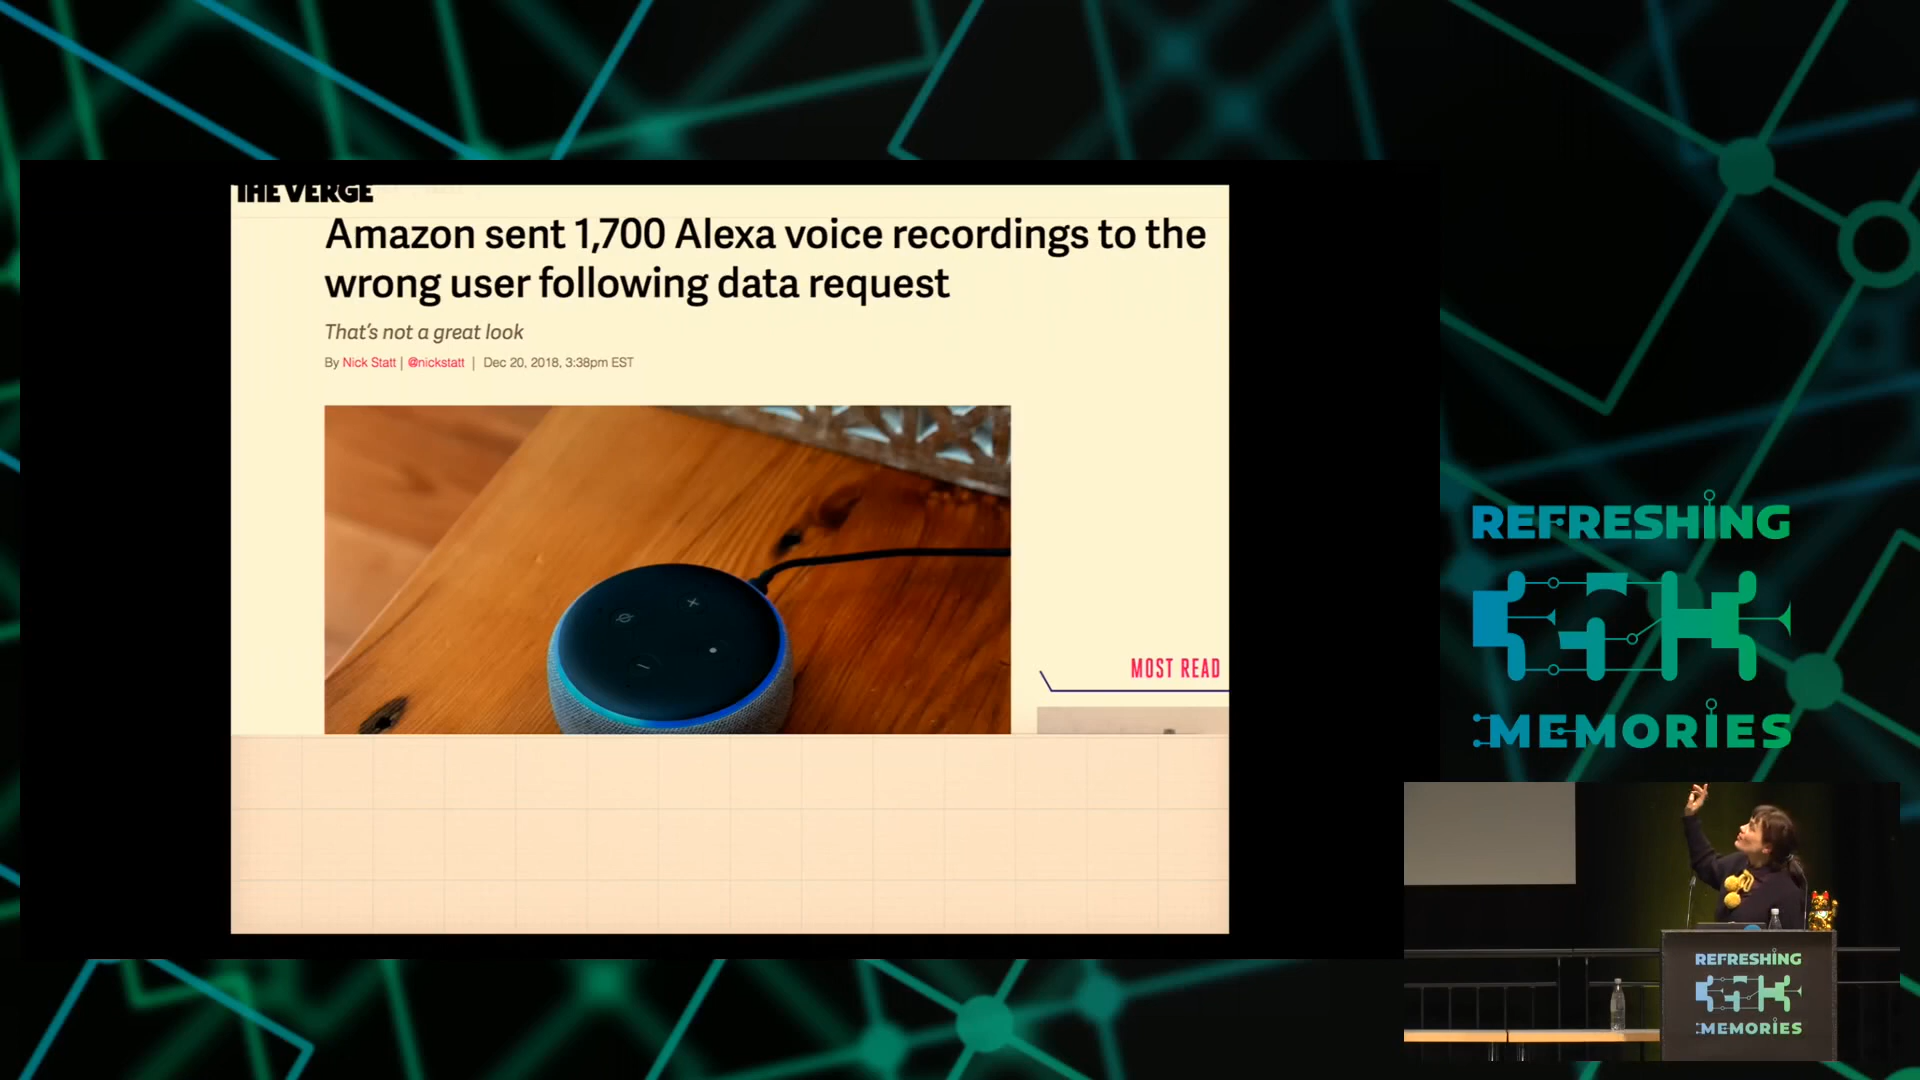 THE VERGE
Amazon sent 1,700 Alexa voice recordings to the
wrong user following data request
That's not a great look
By Nick Statt | @nickstatt | Dec 20, 2018, 3:38pm EST
MOST READ
REFRESHING
35C3
MEMORIES
REFRESHING
MEMORIES